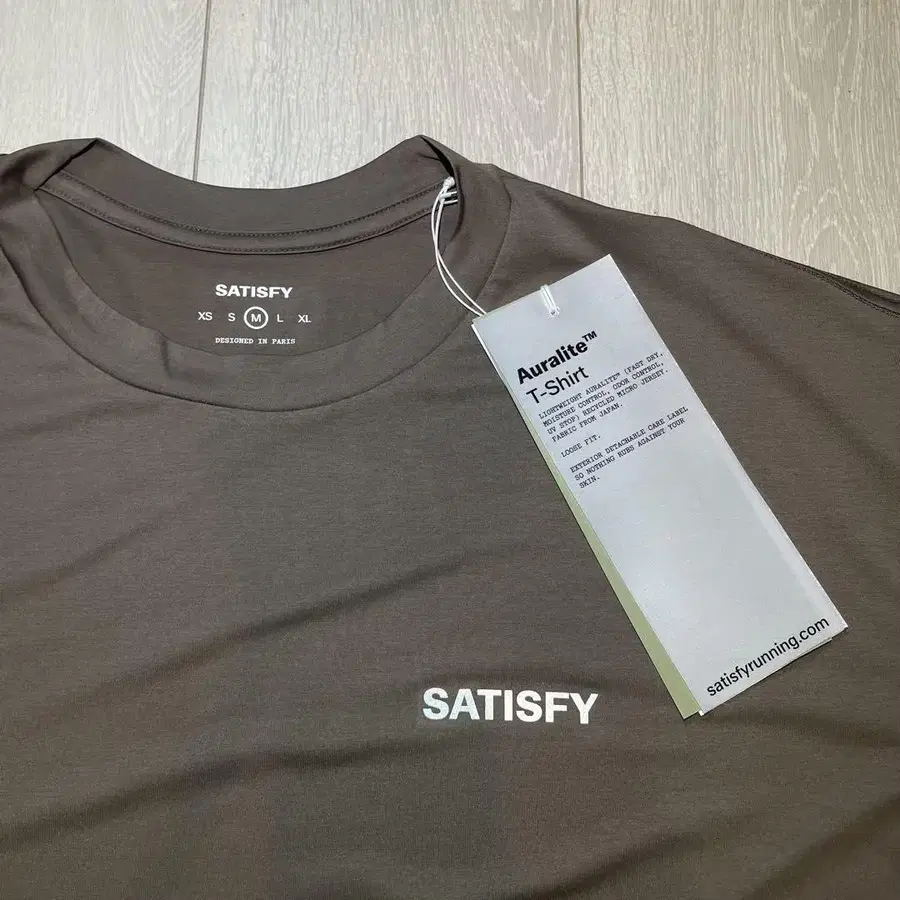 SATISFY
XS S M L XL
DESIGNED IN PARIS
Auralite™
T-Shirt
LIGHTWEIGHT AURALITE™ (FAST DRY,
MOISTURE CONTROL, ODOR CONTROL,
UV STOP) RECYCLED MICRO JERSEY.
FABRIC FROM JAPAN.
LOOSE FIT.
EXTERIOR DETACHABLE CARE LABEL
SO NOTHING RUBS AGAINST YOUR
SKIN.
satisfyrunning.com
SATISFY